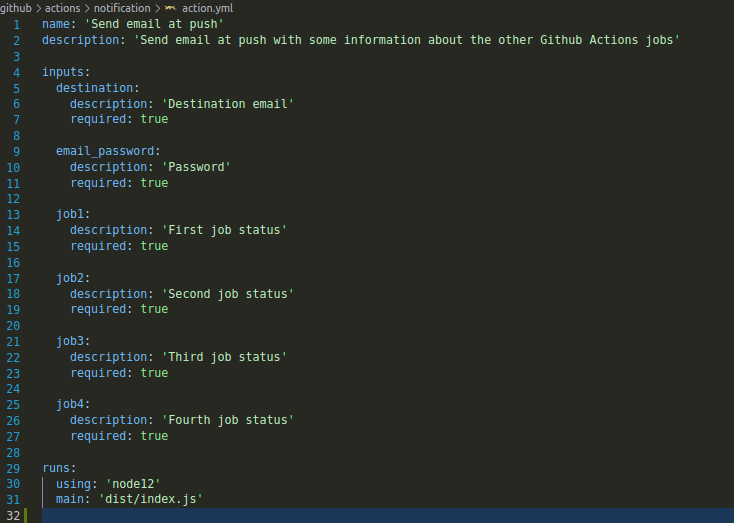 github > actions > notification > action.yml
1 name: 'Send email at push'
2 description: 'Send email at push with some information about the other Github Actions jobs'
3
4 inputs:
5   destination:
6     description: 'Destination email'
7     required: true
8
9   email_password:
10     description: 'Password'
11     required: true
12
13   job1:
14     description: 'First job status'
15     required: true
16
17   job2:
18     description: 'Second job status'
19     required: true
20
21   job3:
22     description: 'Third job status'
23     required: true
24
25   job4:
26     description: 'Fourth job status'
27     required: true
28
29 runs:
30   using: 'node12'
31   main: 'dist/index.js'
32